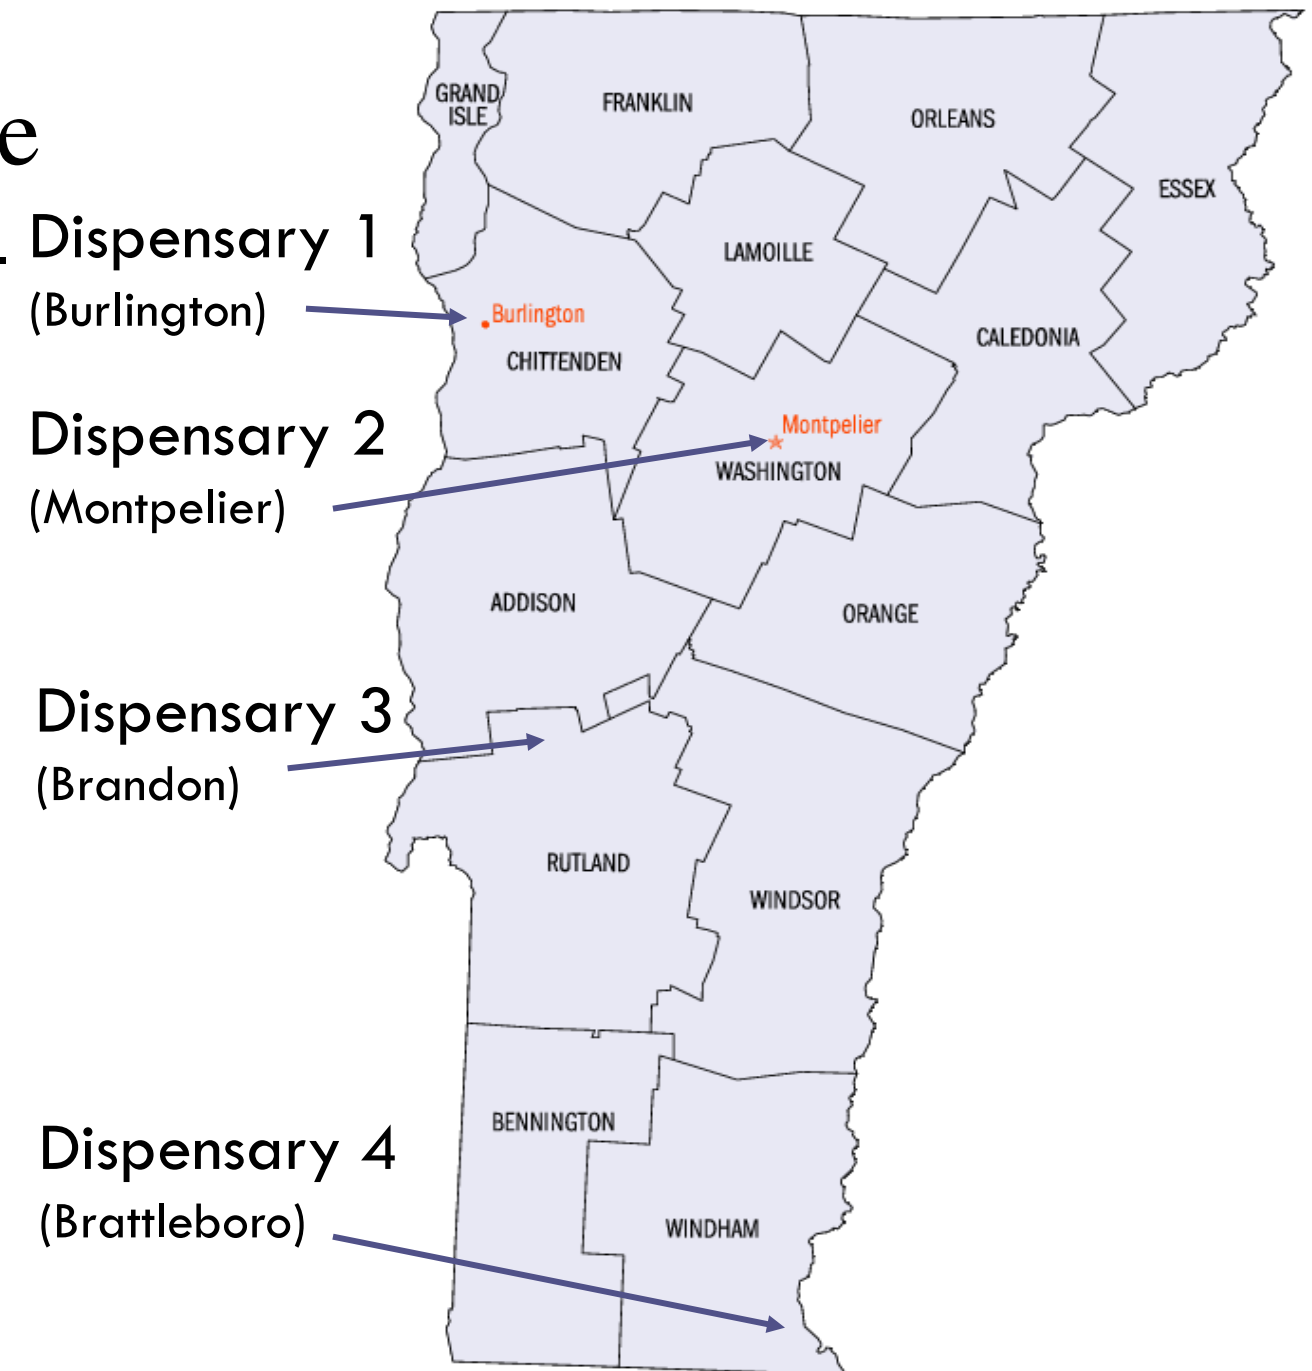 e
Dispensary 1
(Burlington)
Dispensary 2
(Montpelier)
Dispensary 3
(Brandon)
Dispensary 4
(Brattleboro)
GRAND
ISLE
FRANKLIN
ORLEANS
ESSEX
LAMOILLE
Burlington
CHITTENDEN
CALEDONIA
Montpelier
WASHINGTON
ADDISON
ORANGE
RUTLAND
WINDSOR
BENNINGTON
WINDHAM